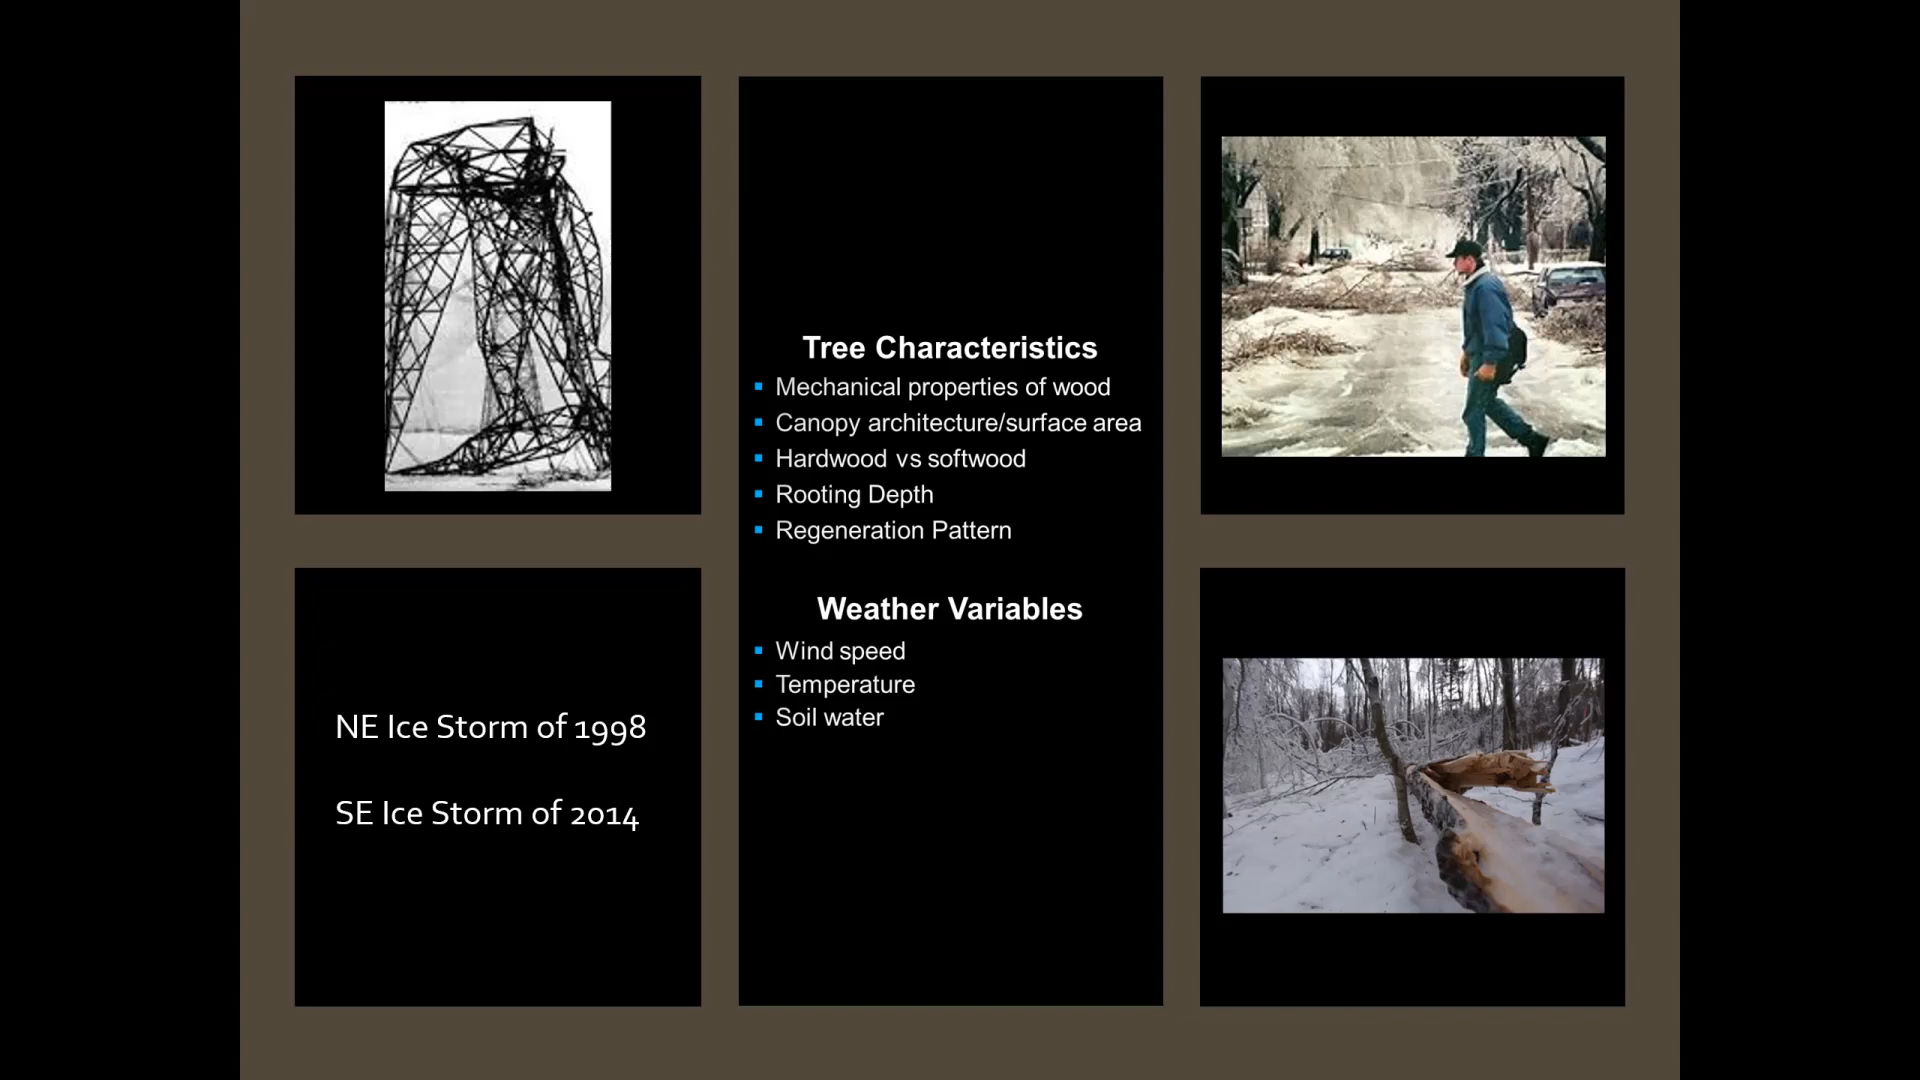 Tree Characteristics
Mechanical properties of wood
Canopy architecture/surface area
Hardwood vs softwood
Rooting Depth
Regeneration Pattern
Weather Variables
Wind speed
Temperature
Soil water
NE Ice Storm of 1998
SE Ice Storm of 2014